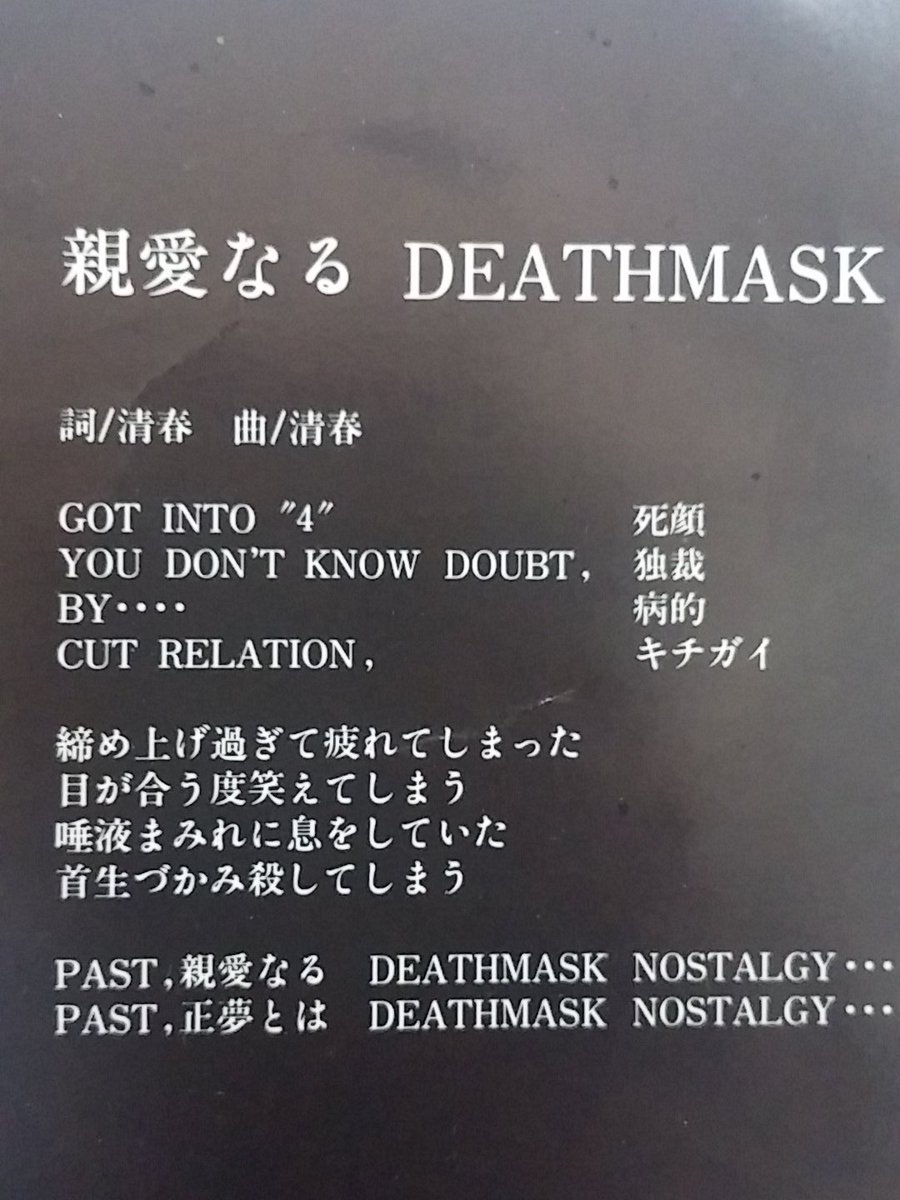 親愛なる DEATHMASK
詞/清春 曲/清春
GOT INTO "4" 死顔
YOU DON'T KNOW DOUBT, 独裁
BY···· 病的
CUT RELATION, キチガイ
締め上げ過ぎて疲れてしまった
目が合う度笑えてしまう
唾液まみれに息をしていた
首生づかみ殺してしまう
PAST,親愛なる DEATHMASK NOSTALGY···
PAST,正夢とは DEATHMASK NOSTALGY···